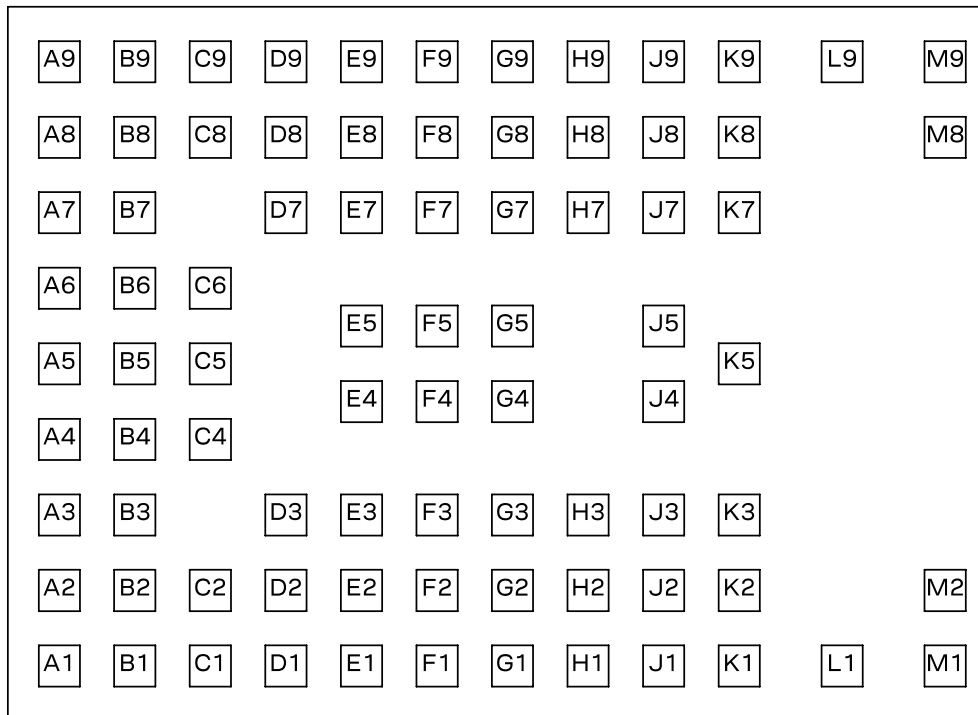 A9 B9 C9 D9 E9 F9 G9 H9 J9 K9 L9 M9
A8 B8 C8 D8 E8 F8 G8 H8 J8 K8 M8
A7 B7 D7 E7 F7 G7 H7 J7 K7
A6 B6 C6
E5 F5 G5 J5
A5 B5 C5 K5
E4 F4 G4 J4
A4 B4 C4
A3 B3 D3 E3 F3 G3 H3 J3 K3
A2 B2 C2 D2 E2 F2 G2 H2 J2 K2 M2
A1 B1 C1 D1 E1 F1 G1 H1 J1 K1 L1 M1